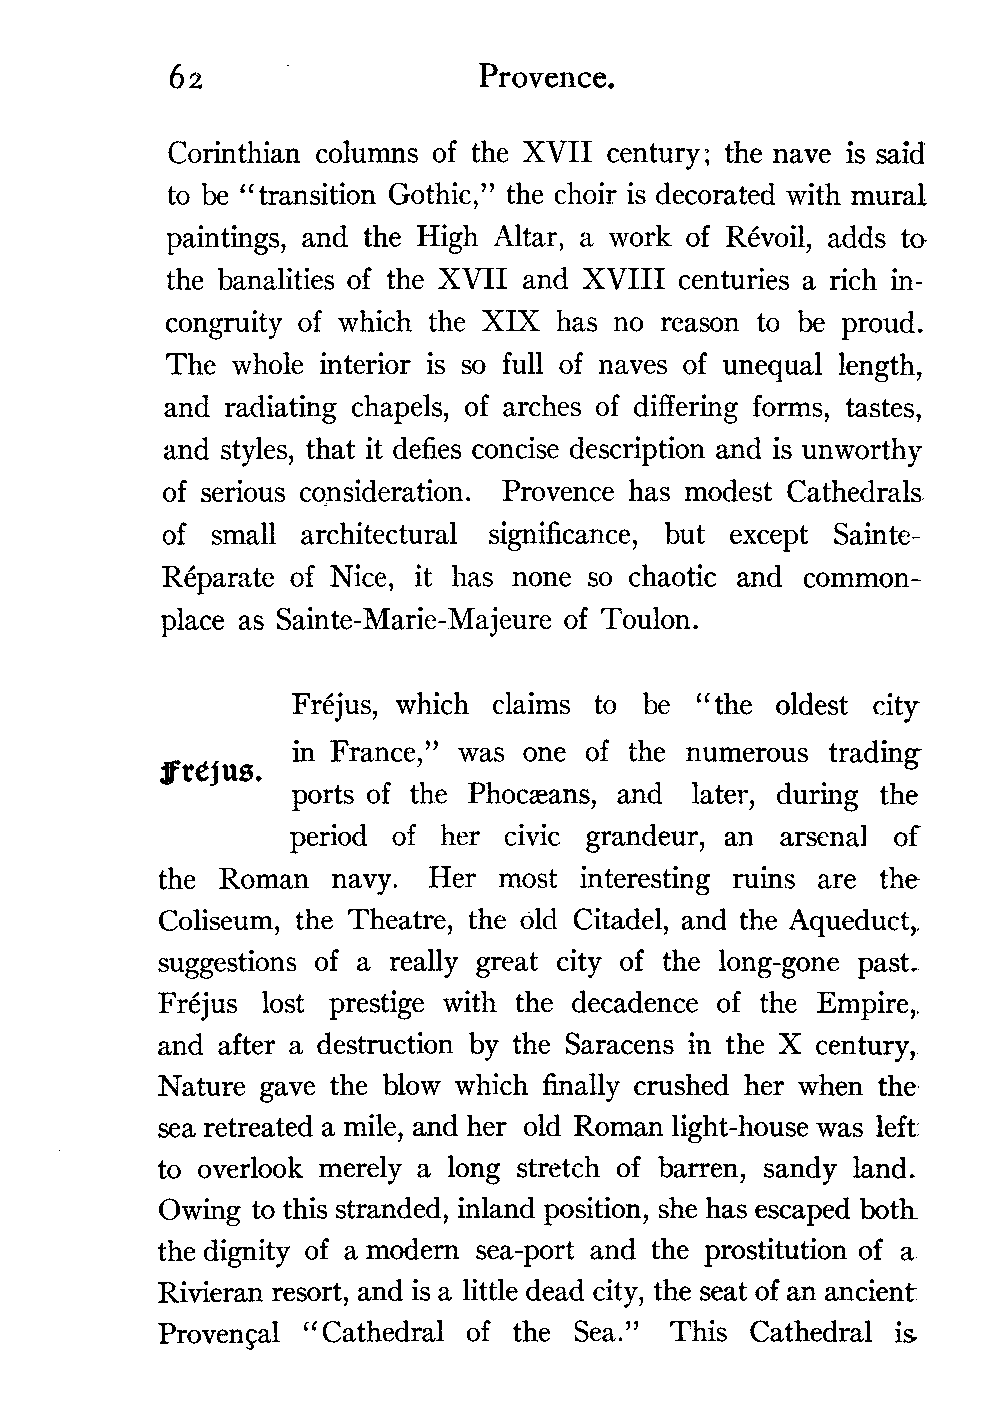 62 Provence.
Corinthian columns of the XVII century; the nave is said
to be “transition Gothic,” the choir is decorated with mural
paintings, and the High Altar, a work of Révoil, adds to
the banalities of the XVII and XVIII centuries a rich in-
congruity of which the XIX has no reason to be proud.
The whole interior is so full of naves of unequal length,
and radiating chapels, of arches of differing forms, tastes,
and styles, that it defies concise description and is unworthy
of serious consideration. Provence has modest Cathedrals
of small architectural significance, but except Sainte-
Réparate of Nice, it has none so chaotic and common-
place as Sainte-Marie-Majeure of Toulon.
Fréjus.
Fréjus, which claims to be “the oldest city
in France,” was one of the numerous trading
ports of the Phocæans, and later, during the
period of her civic grandeur, an arsenal of
the Roman navy. Her most interesting ruins are the
Coliseum, the Theatre, the old Citadel, and the Aqueduct,
suggestions of a really great city of the long-gone past.
Fréjus lost prestige with the decadence of the Empire,
and after a destruction by the Saracens in the X century,
Nature gave the blow which finally crushed her when the
sea retreated a mile, and her old Roman light-house was left
to overlook merely a long stretch of barren, sandy land.
Owing to this stranded, inland position, she has escaped both
the dignity of a modern sea-port and the prostitution of a
Rivieran resort, and is a little dead city, the seat of an ancient
Provençal “Cathedral of the Sea.” This Cathedral is